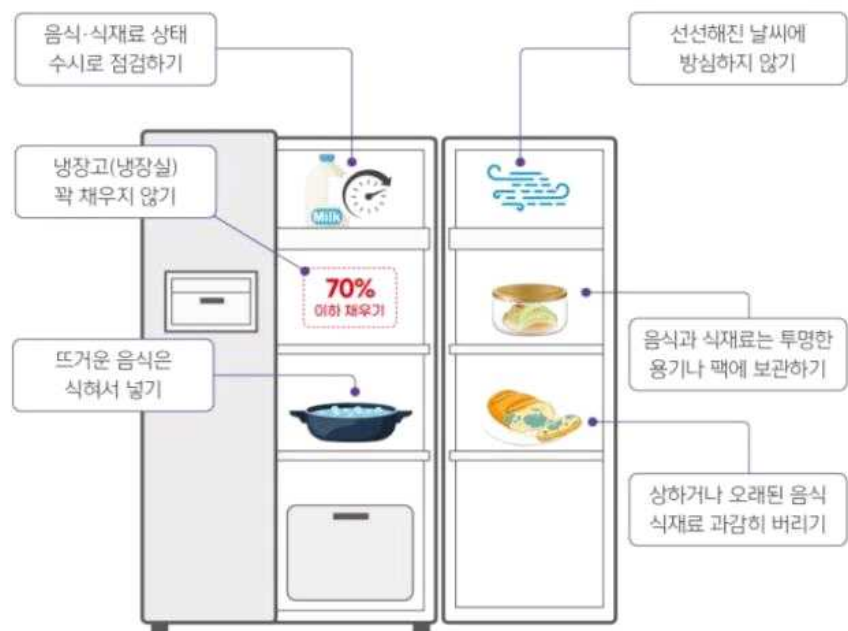 음식·식재료 상태
수시로 점검하기
선선해진 날씨에
방심하지 않기
냉장고(냉장실)
꽉 채우지 않기
Milk
70%
이하 채우기
음식과 식재료는 투명한
용기나 팩에 보관하기
뜨거운 음식은
식혀서 넣기
상하거나 오래된 음식
식재료 과감히 버리기